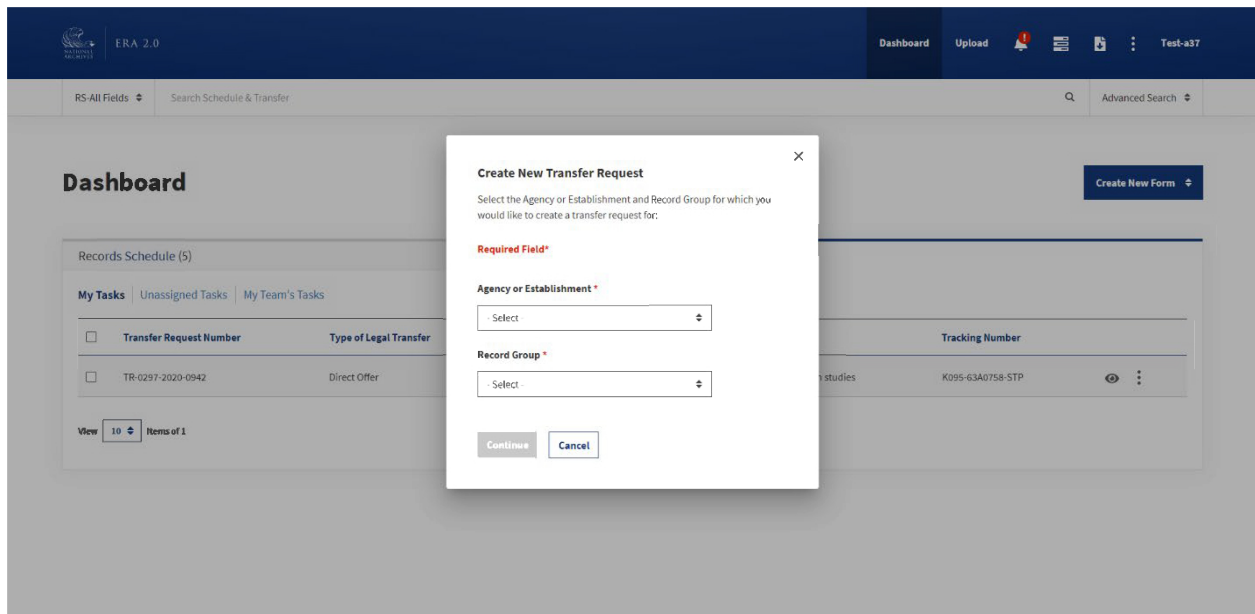 NATIONAL
ARCHIVES
ERA 2.0
Dashboard
Upload
!
Test-a37
RS-All Fields
Search Schedule & Transfer
Advanced Search
Dashboard
Create New Form
Records Schedule (5)
My Tasks
Unassigned Tasks
My Team's Tasks
Transfer Request Number
Type of Legal Transfer
Tracking Number
TR-0297-2020-0942
Direct Offer
studies
K095-63A0758-STP
View 10 Items of 1
Create New Transfer Request
Select the Agency or Establishment and Record Group for which you
would like to create a transfer request for:
Required Field*
Agency or Establishment *
- Select -
Record Group *
- Select -
Continue
Cancel